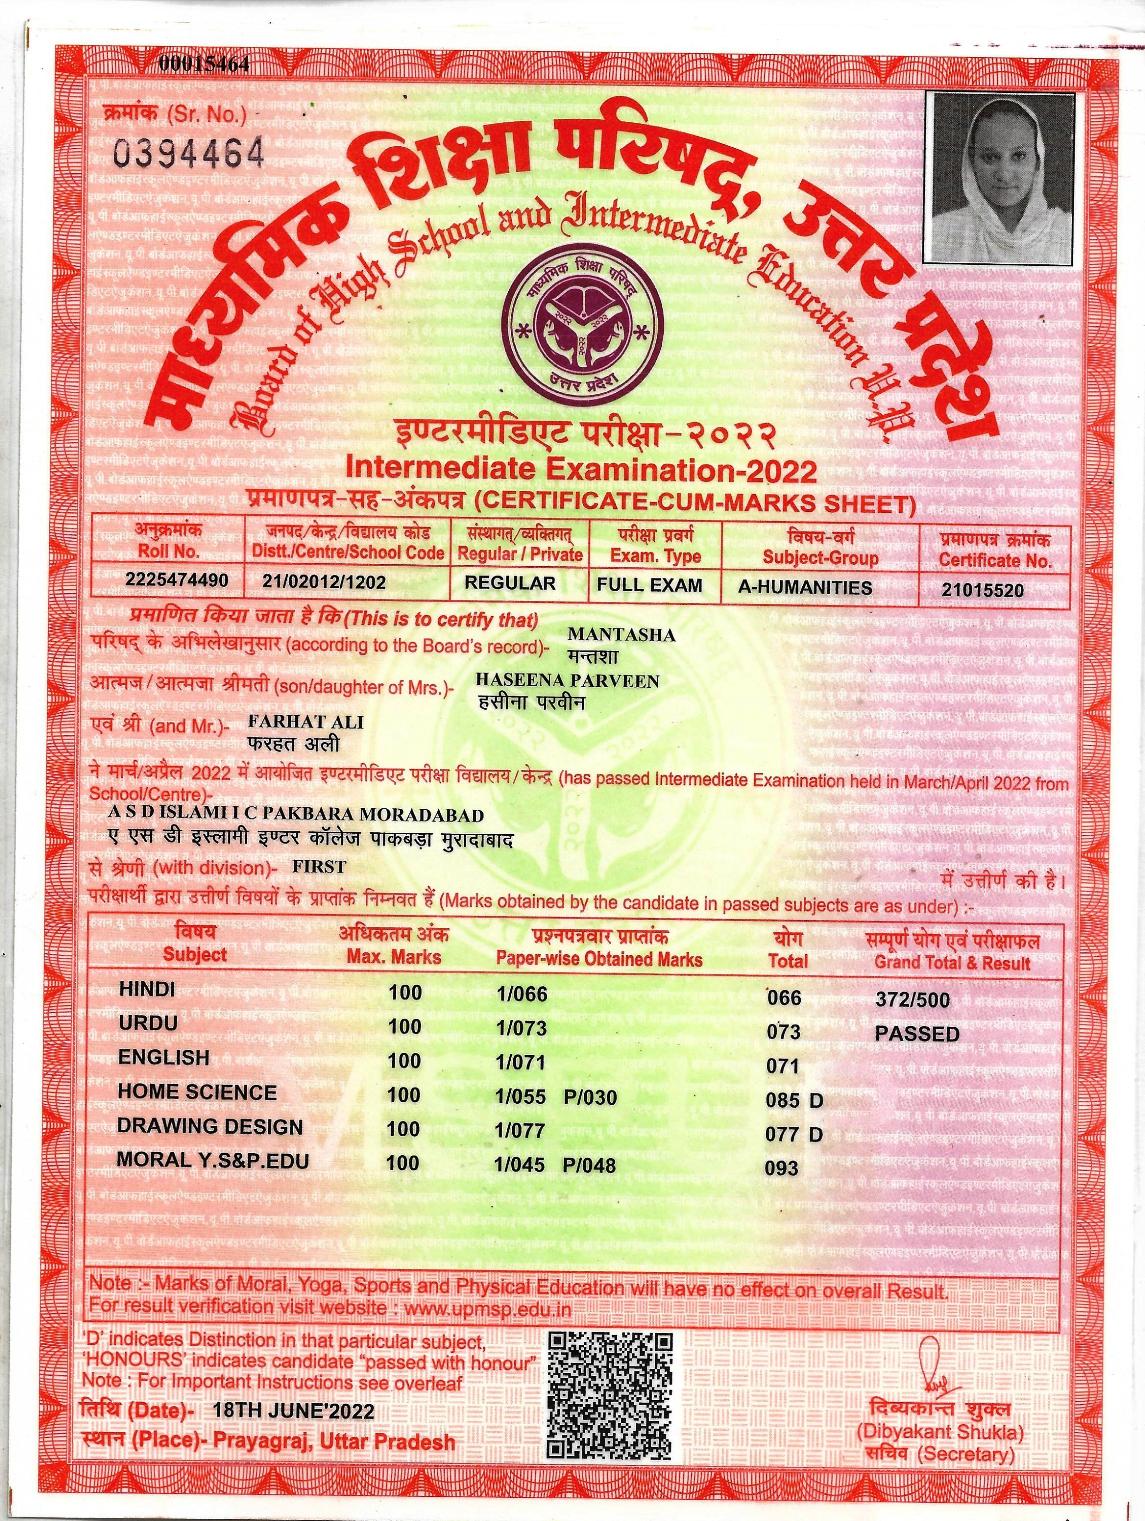 00015464
क्रमांक (Sr. No.)
0394464
माध्यमिक शिक्षा परिषद्, उत्तर प्रदेश
Board of High School and Intermediate Education U.P.
माध्यमिक शिक्षा परिषद्
उत्तर प्रदेश
इण्टरमीडिएट परीक्षा-२०२२
Intermediate Examination-2022
प्रमाणपत्र-सह-अंकपत्र (CERTIFICATE-CUM-MARKS SHEET)
अनुक्रमांक जनपद/केन्द्र/विद्यालय कोड संस्थागत्/व्यक्तिगत् परीक्षा प्रवर्ग विषय-वर्ग प्रमाणपत्र क्रमांक
Roll No. Distt./Centre/School Code Regular / Private Exam. Type Subject-Group Certificate No.
2225474490 21/02012/1202 REGULAR FULL EXAM A-HUMANITIES 21015520
प्रमाणित किया जाता है कि (This is to certify that)
परिषद् के अभिलेखानुसार (according to the Board's record)- MANTASHA
मन्तशा
आत्मज/आत्मजा श्रीमती (son/daughter of Mrs.)- HASEENA PARVEEN
हसीना परवीन
एवं श्री (and Mr.)- FARHAT ALI
फरहत अली
ने मार्च/अप्रैल 2022 में आयोजित इण्टरमीडिएट परीक्षा विद्यालय/केन्द्र (has passed Intermediate Examination held in March/April 2022 from
School/Centre)-
A S D ISLAMI I C PAKBARA MORADABAD
ए एस डी इस्लामी इण्टर कॉलेज पाकबड़ा मुरादाबाद
से श्रेणी (with division)- FIRST में उत्तीर्ण की है।
परीक्षार्थी द्वारा उत्तीर्ण विषयों के प्राप्तांक निम्नवत हैं (Marks obtained by the candidate in passed subjects are as under) :-
विषय अधिकतम अंक प्रश्नपत्रवार प्राप्तांक योग सम्पूर्ण योग एवं परीक्षाफल
Subject Max. Marks Paper-wise Obtained Marks Total Grand Total & Result
HINDI 100 1/066 066 372/500
URDU 100 1/073 073 PASSED
ENGLISH 100 1/071 071
HOME SCIENCE 100 1/055 P/030 085 D
DRAWING DESIGN 100 1/077 077 D
MORAL Y.S&P.EDU 100 1/045 P/048 093
Note :- Marks of Moral, Yoga, Sports and Physical Education will have no effect on overall Result.
For result verification visit website : www.upmsp.edu.in
'D' indicates Distinction in that particular subject,
'HONOURS' indicates candidate "passed with honour"
Note : For Important Instructions see overleaf
तिथि (Date)- 18TH JUNE'2022
स्थान (Place)- Prayagraj, Uttar Pradesh
दिब्यकान्त शुक्ल
(Dibyakant Shukla)
सचिव (Secretary)